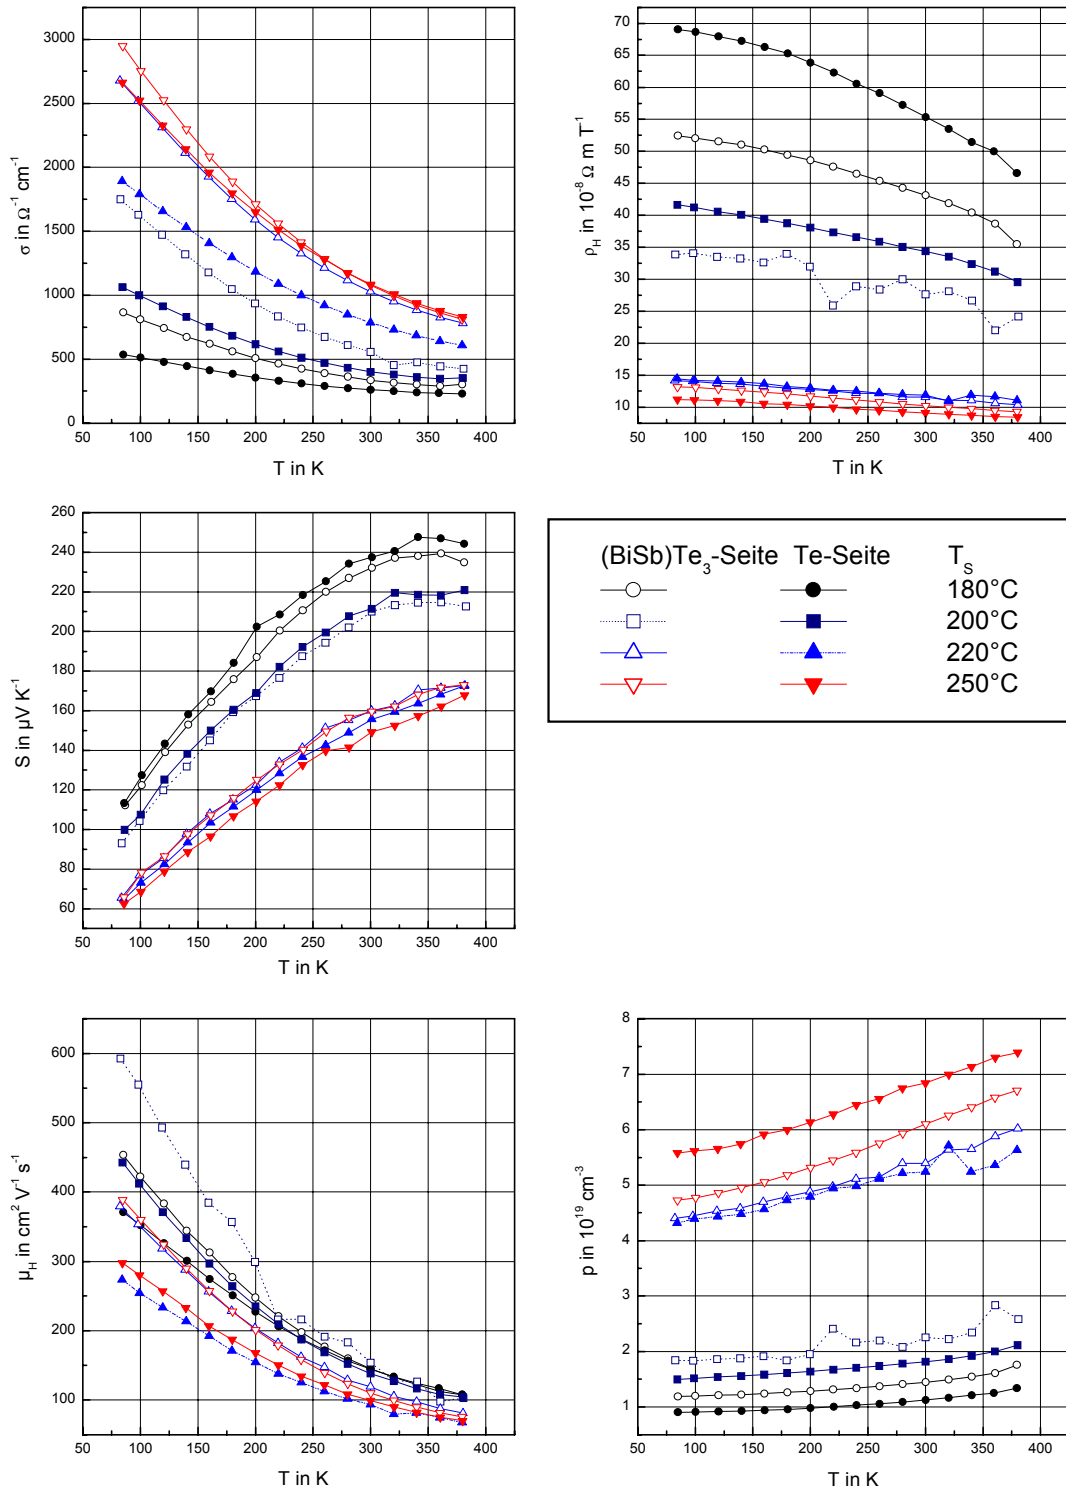 3000
2500
2000
1500
1000
500
0
σ in Ω⁻¹ cm⁻¹
50 100 150 200 250 300 350 400
T in K
70
65
60
55
50
45
40
35
30
25
20
15
10
ρH in 10⁻⁸ Ω m T⁻¹
50 100 150 200 250 300 350 400
T in K
260
240
220
200
180
160
140
120
100
80
60
S in µV K⁻¹
50 100 150 200 250 300 350 400
T in K
(BiSb)Te₃-Seite Te-Seite TS
180°C
200°C
220°C
250°C
600
500
400
300
200
100
µH in cm² V⁻¹ s⁻¹
50 100 150 200 250 300 350 400
T in K
8
7
6
5
4
3
2
1
p in 10¹⁹ cm⁻³
50 100 150 200 250 300 350 400
T in K